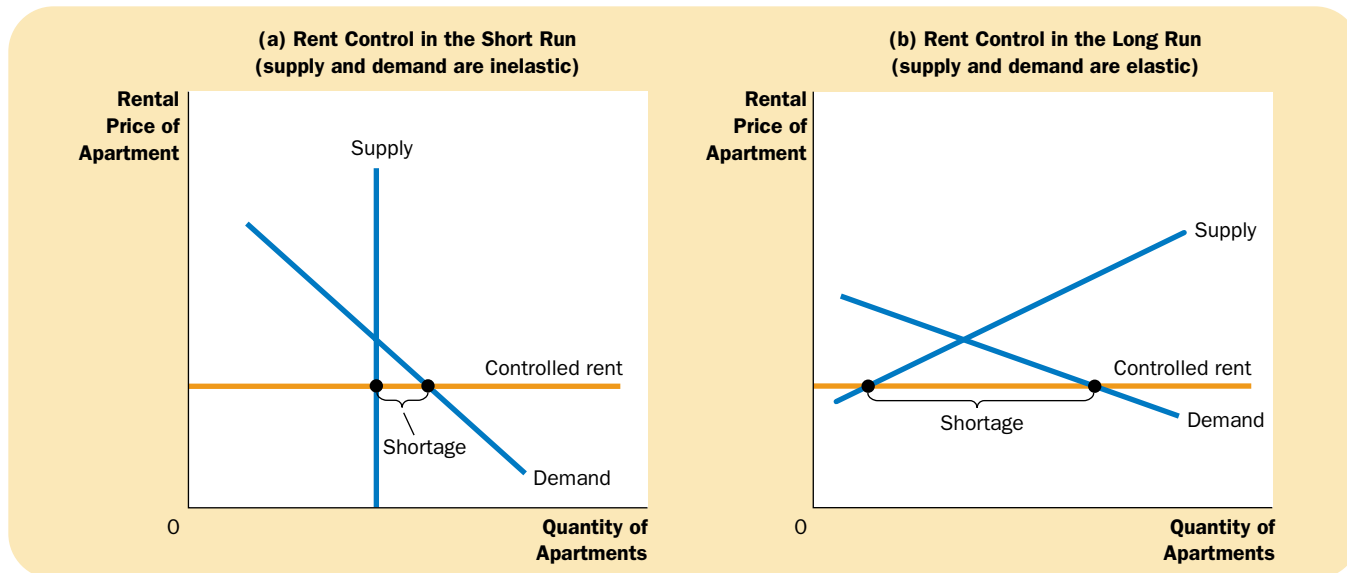 (a) Rent Control in the Short Run
(supply and demand are inelastic)
Rental
Price of
Apartment
Supply
Controlled rent
Shortage
Demand
0
Quantity of
Apartments
(b) Rent Control in the Long Run
(supply and demand are elastic)
Rental
Price of
Apartment
Supply
Controlled rent
Shortage
Demand
0
Quantity of
Apartments